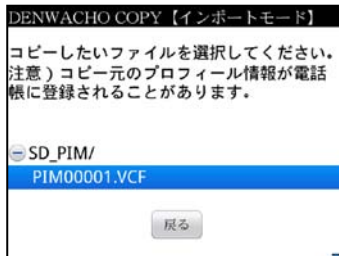 DENWACHO COPY【インポートモード】
コピーしたいファイルを選択してください。
注意）コピー元のプロフィール情報が電話
帳に登録されることがあります。
SD_PIM/
PIM00001.VCF
戻る